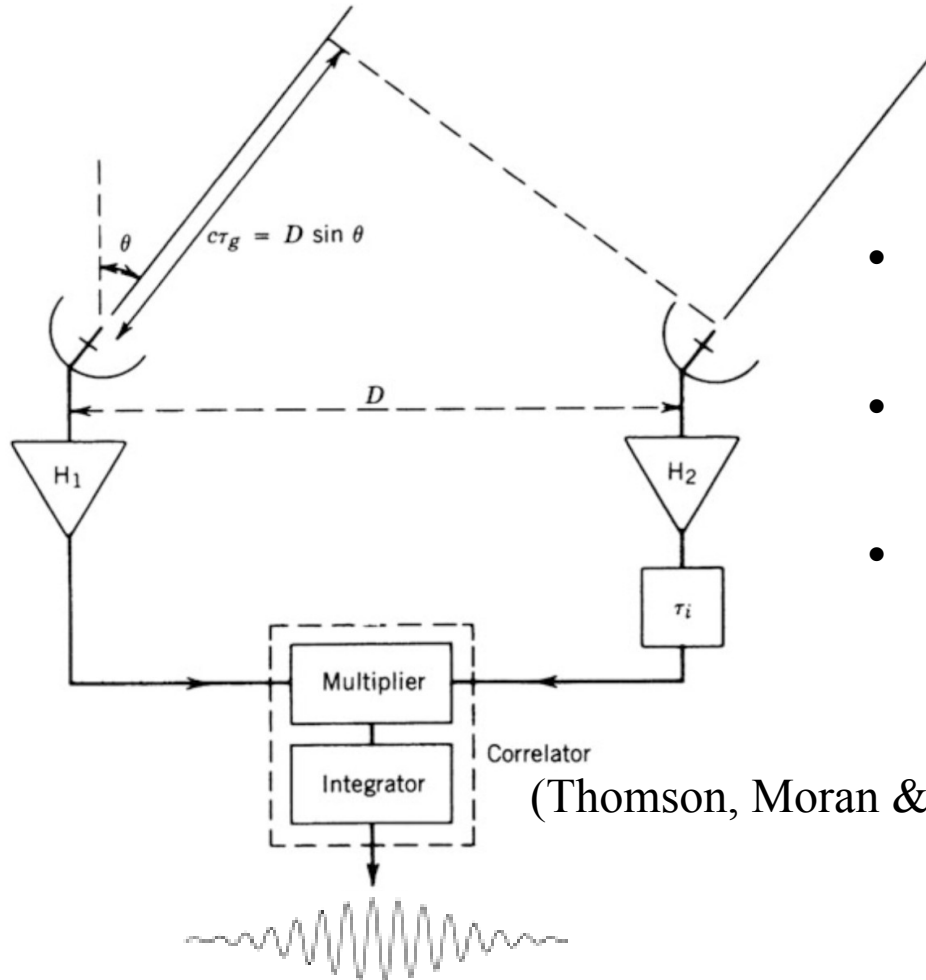 θ
cτg = D sin θ
D
H1
H2
τi
Multiplier
Integrator
Correlator
(Thomson, Moran &